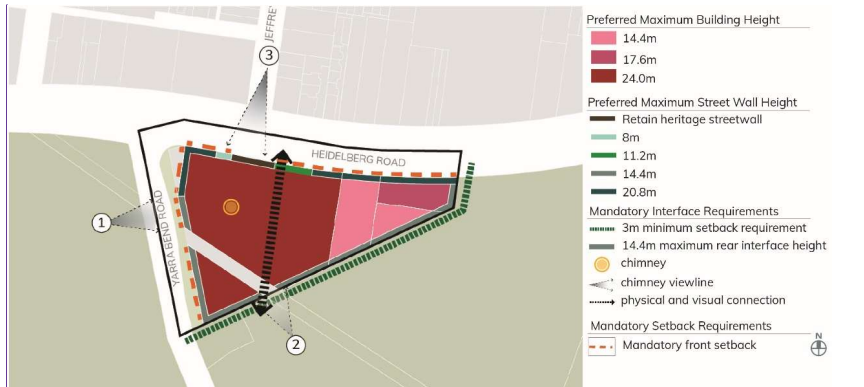 JEFFREY
3
HEIDELBERG ROAD
1
YARRA BEND ROAD
2
Preferred Maximum Building Height
14.4m
17.6m
24.0m
Preferred Maximum Street Wall Height
Retain heritage streetwall
8m
11.2m
14.4m
20.8m
Mandatory Interface Requirements
3m minimum setback requirement
14.4m maximum rear interface height
chimney
chimney viewline
physical and visual connection
Mandatory Setback Requirements
Mandatory front setback
N